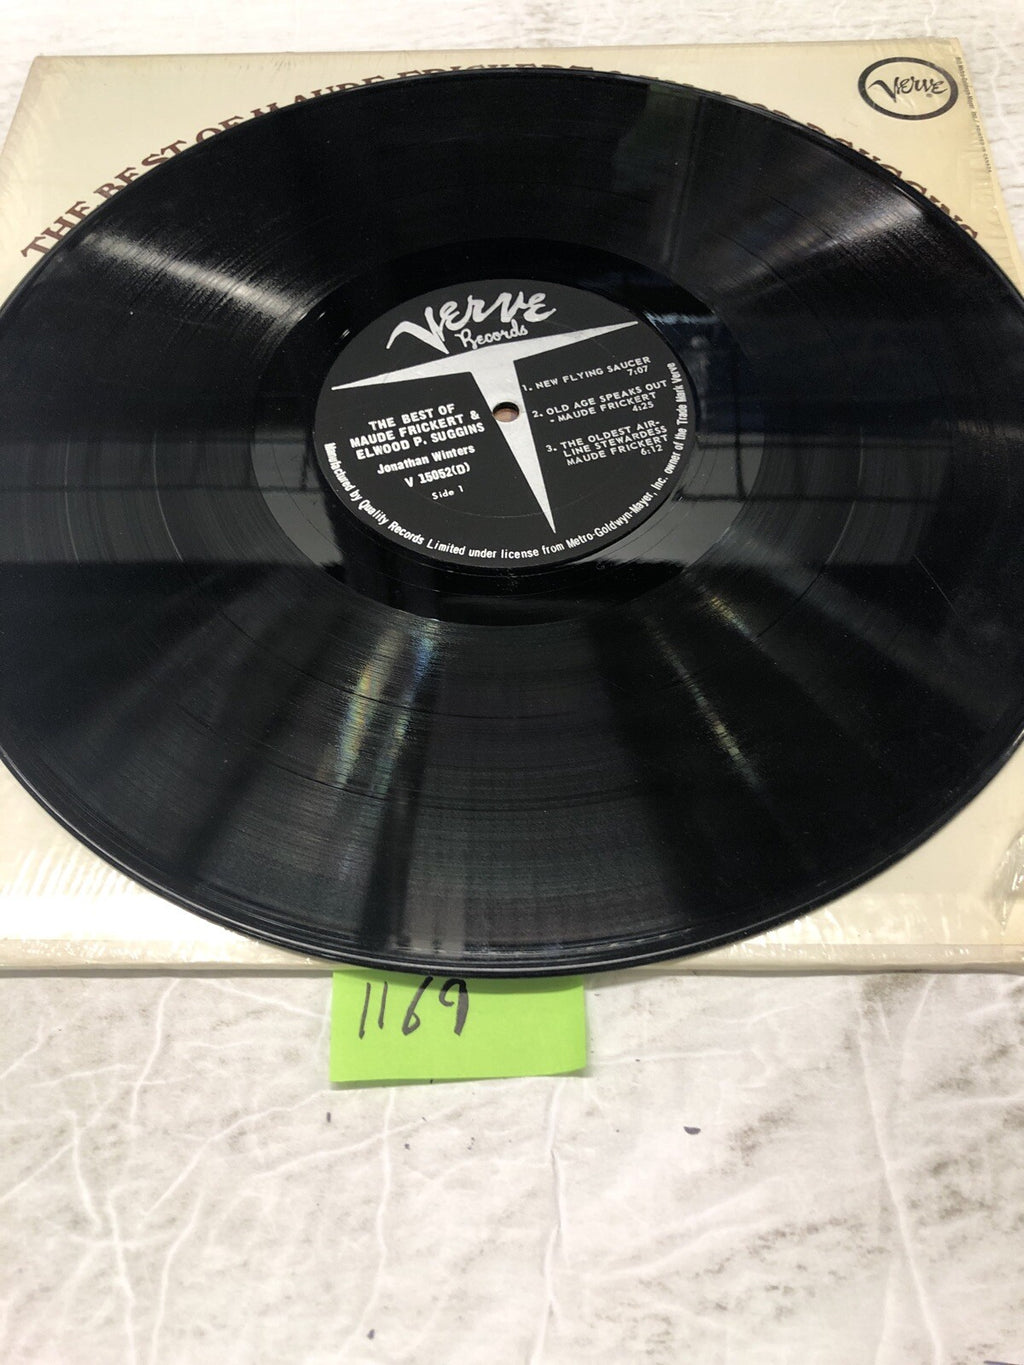 THE BEST OF MAUDE FRICKERT
VERVE
VERVE
Records
THE BEST OF
MAUDE FRICKERT &
ELWOOD P. SUGGINS
Jonathan Winters
V 15052(D)
Side 1
1. NEW FLYING SAUCER
7:07
2. OLD AGE SPEAKS OUT
- MAUDE FRICKERT
4:25
3. THE OLDEST AIR-
LINE STEWARDESS
MAUDE FRICKERT
6:12
Manufactured by Quality Records Limited under license from Metro-Goldwyn-Mayer, Inc. owner of the Trade Mark Verve
1169